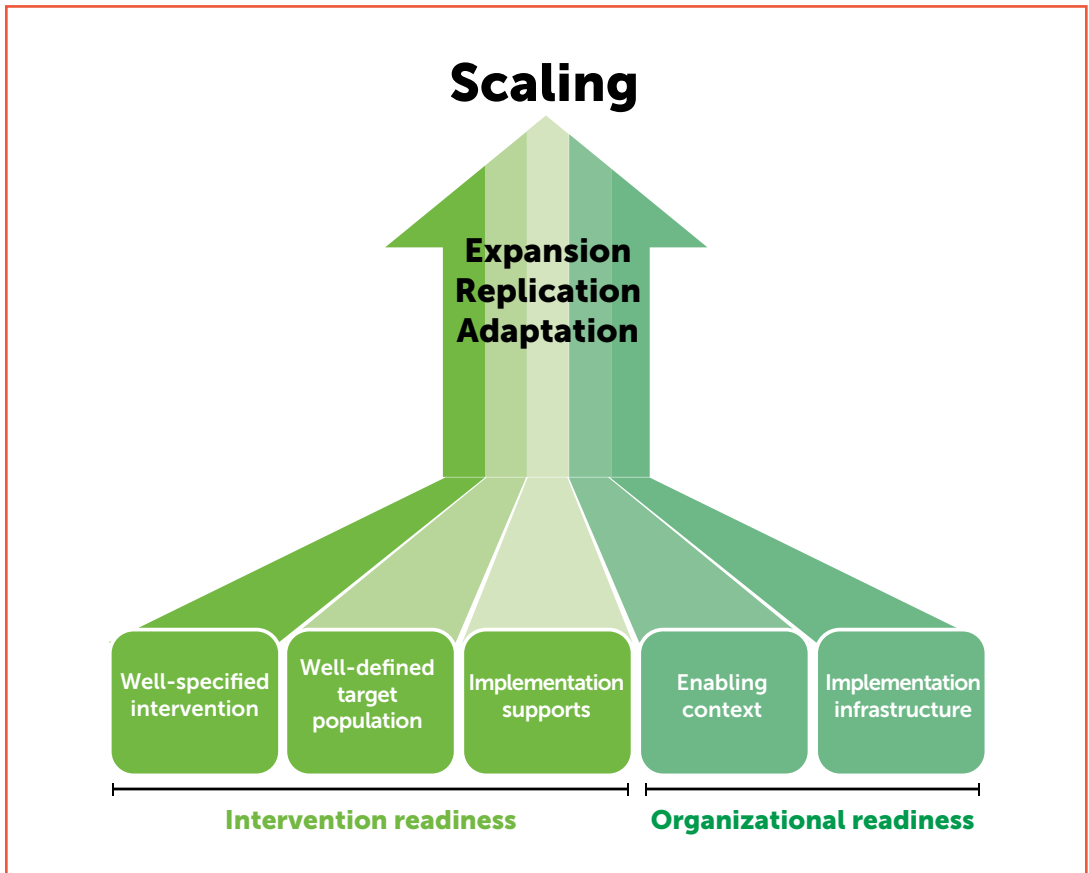 Scaling
Expansion
Replication
Adaptation
Well-specified
intervention
Well-defined
target
population
Implementation
supports
Enabling
context
Implementation
infrastructure
Intervention readiness
Organizational readiness